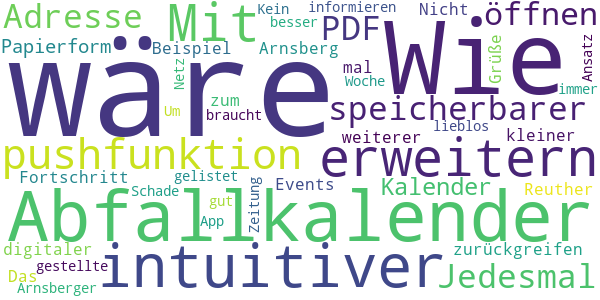 Adresse Mit Kein informieren Nicht öffnen
besser PDF
Papierform Beispiel Arnsberg Grüße Ansatz
wäre Wie
mal Netz Woche immer
zum speicherbarer
Um braucht
lieblos weiterer kleiner
pushfunktion erweitern
Fortschritt gelistet Events Kalender Reuther
Schade Zeitung
Abfallkalender
gut App
digitaler intuitiver zurückgreifen
Das gestellte Jedesmal
Arnsberger